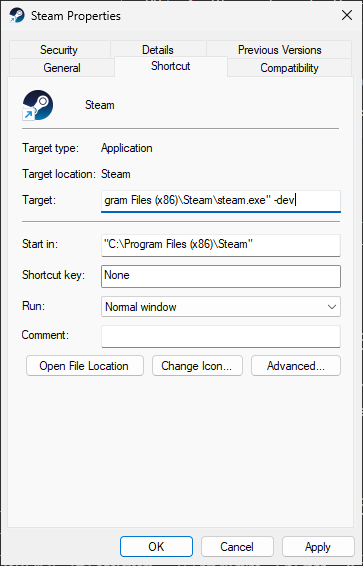 Steam Properties
Security Details Previous Versions
General Shortcut Compatibility
Steam
Target type: Application
Target location: Steam
Target: gram Files (x86)\Steam\steam.exe" -dev
Start in: "C:\Program Files (x86)\Steam"
Shortcut key: None
Run: Normal window
Comment:
Open File Location Change Icon... Advanced...
OK Cancel Apply